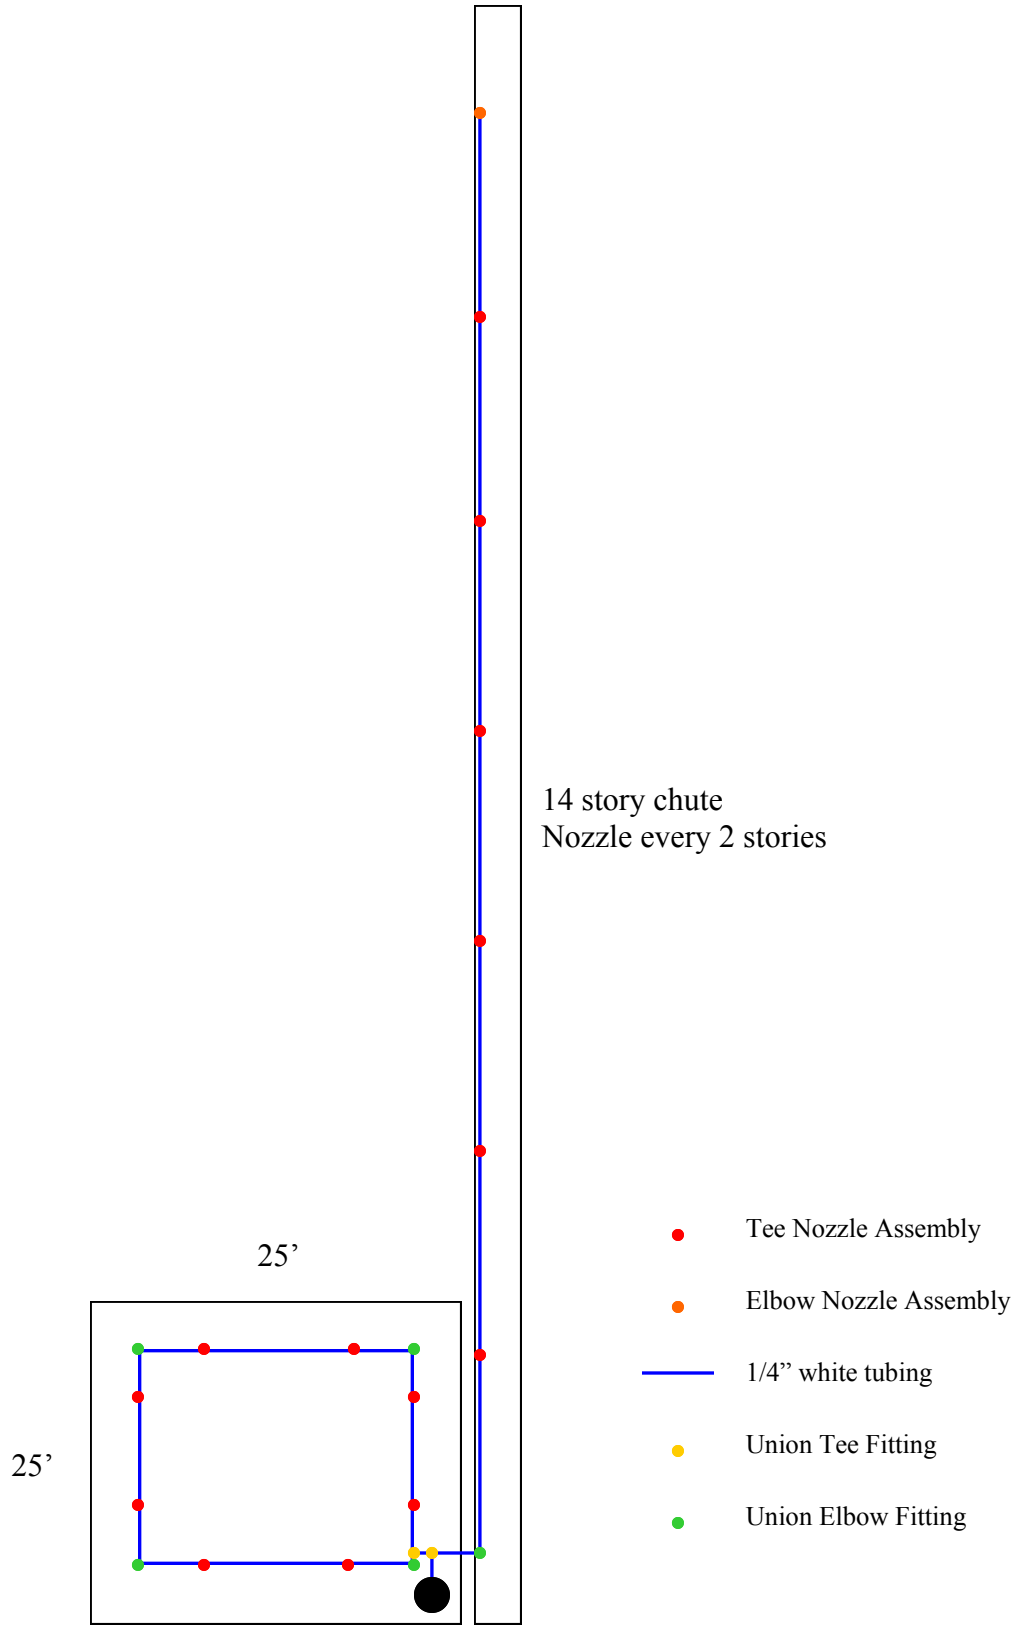 14 story chute
Nozzle every 2 stories
Tee Nozzle Assembly
25’
Elbow Nozzle Assembly
1/4” white tubing
Union Tee Fitting
25’
Union Elbow Fitting